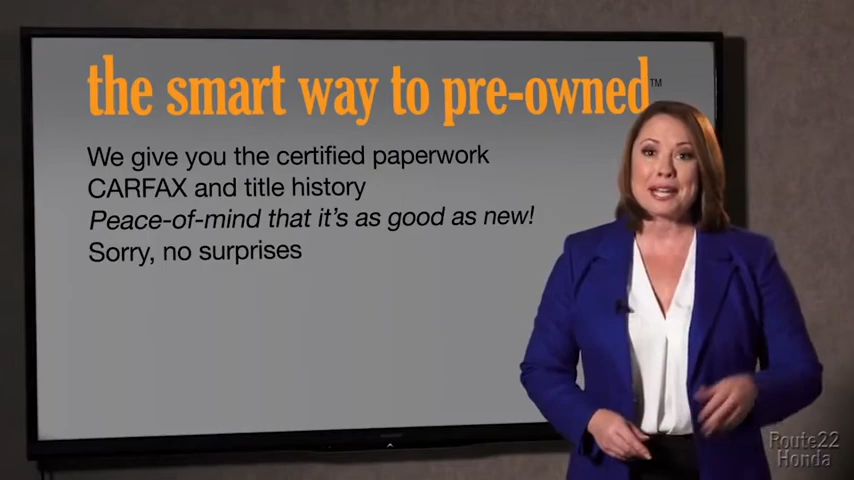 the smart way to pre-owned™
We give you the certified paperwork
CARFAX and title history
Peace-of-mind that it's as good as new!
Sorry, no surprises
Route22
Honda